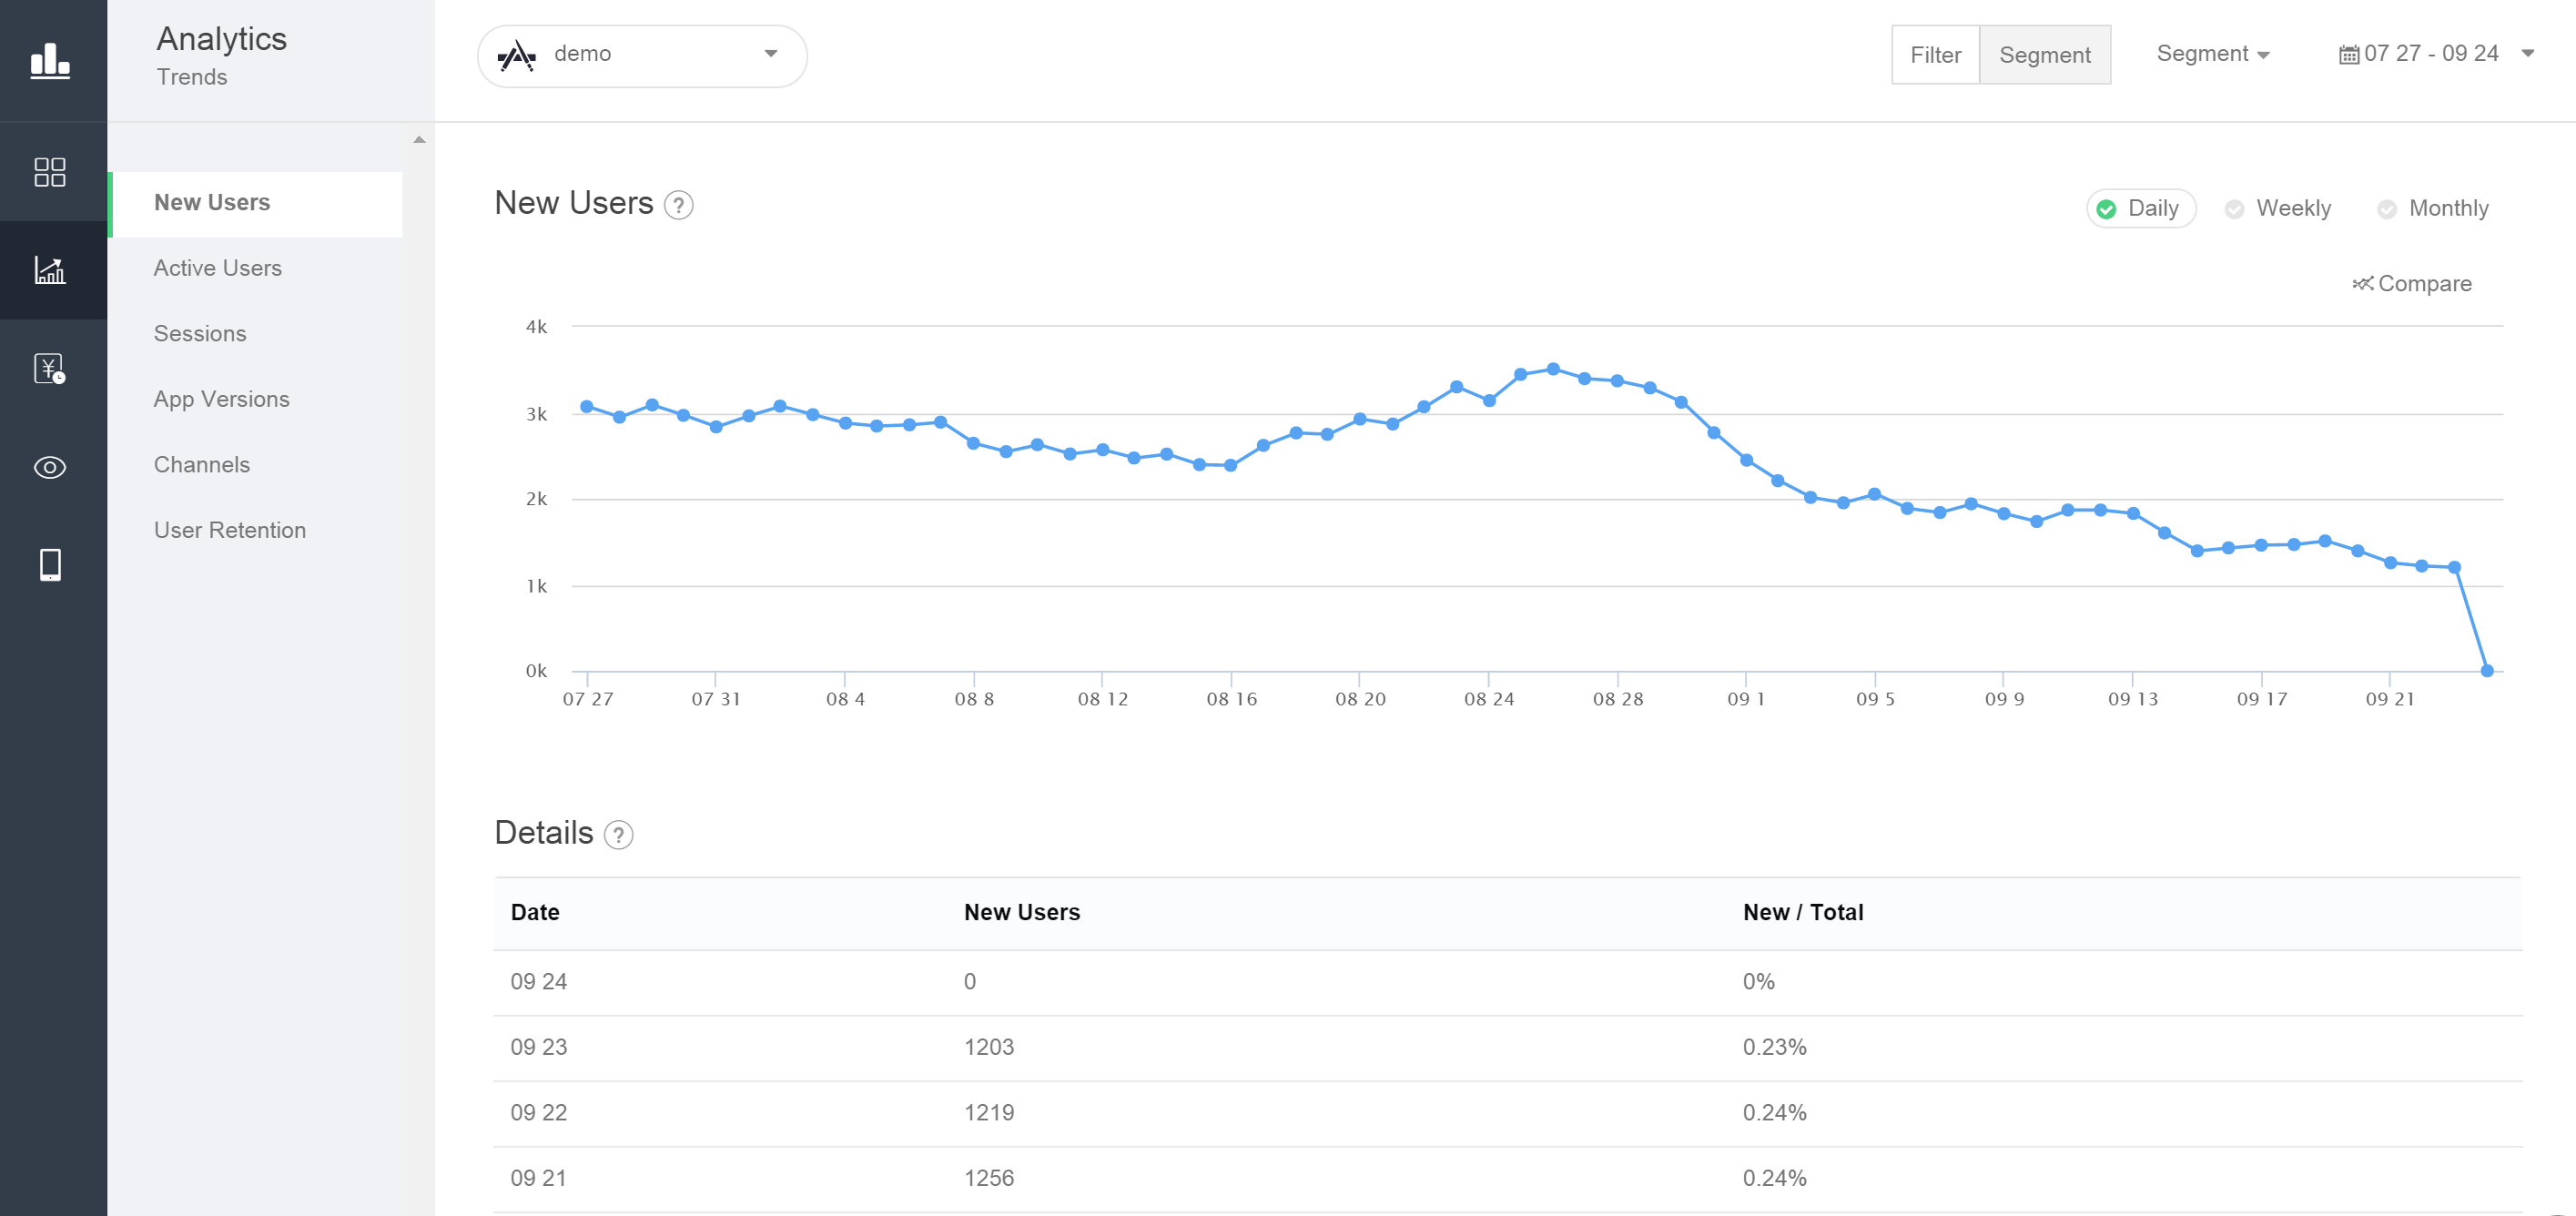 Analytics
Trends
demo
Filter
Segment
Segment
07 27 - 09 24
New Users
Active Users
Sessions
App Versions
Channels
User Retention
New Users ?
Daily
Weekly
Monthly
Compare
4k
3k
2k
1k
0k
07 27 07 31 08 4 08 8 08 12 08 16 08 20 08 24 08 28 09 1 09 5 09 9 09 13 09 17 09 21
Details ?
Date New Users New / Total
09 24 0 0%
09 23 1203 0.23%
09 22 1219 0.24%
09 21 1256 0.24%